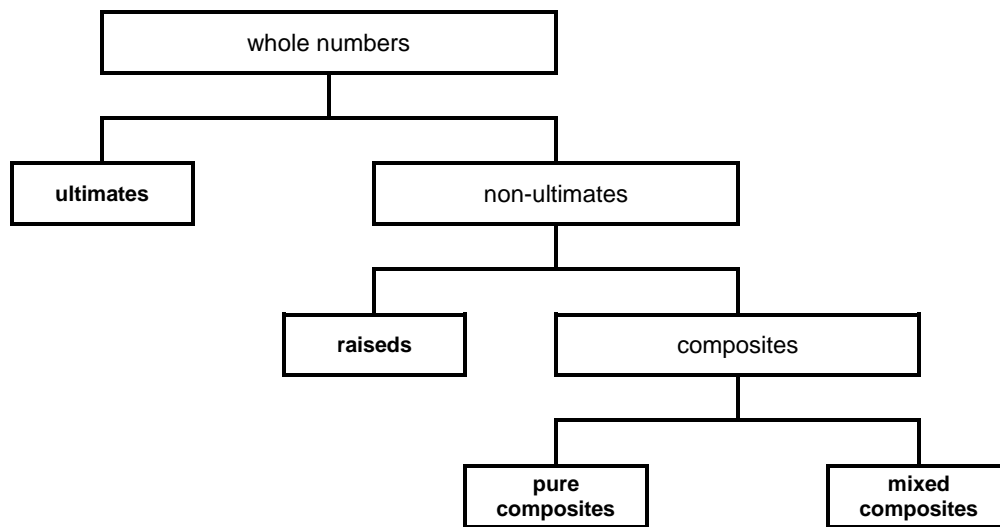 whole numbers
ultimates
non-ultimates
raiseds
composites
pure
composites
mixed
composites